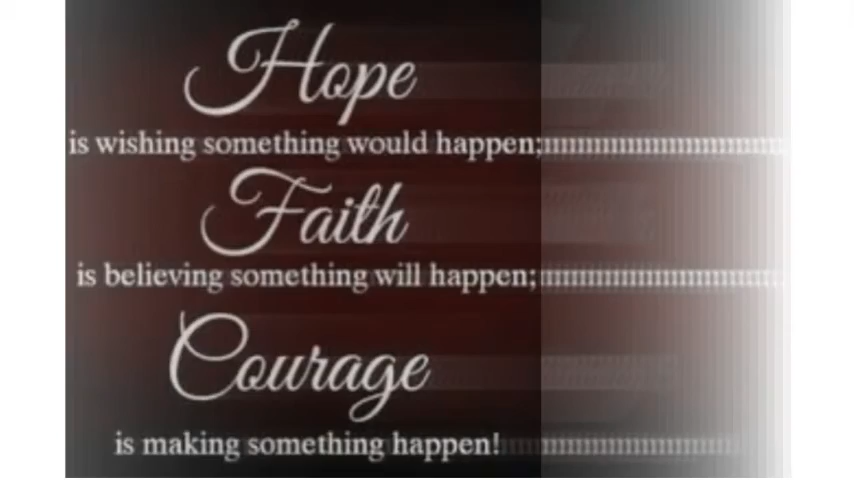 Hope
is wishing something would happen;
Faith
is believing something will happen;
Courage
is making something happen!